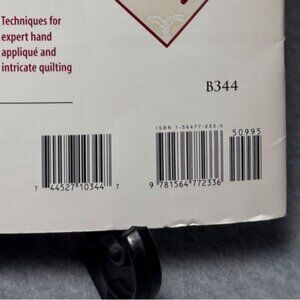 Techniques for
expert hand
appliqué and
intricate quilting
B344
ISBN 1-56477-233-0
50995
7 44527 10344 7
9 781564 772336